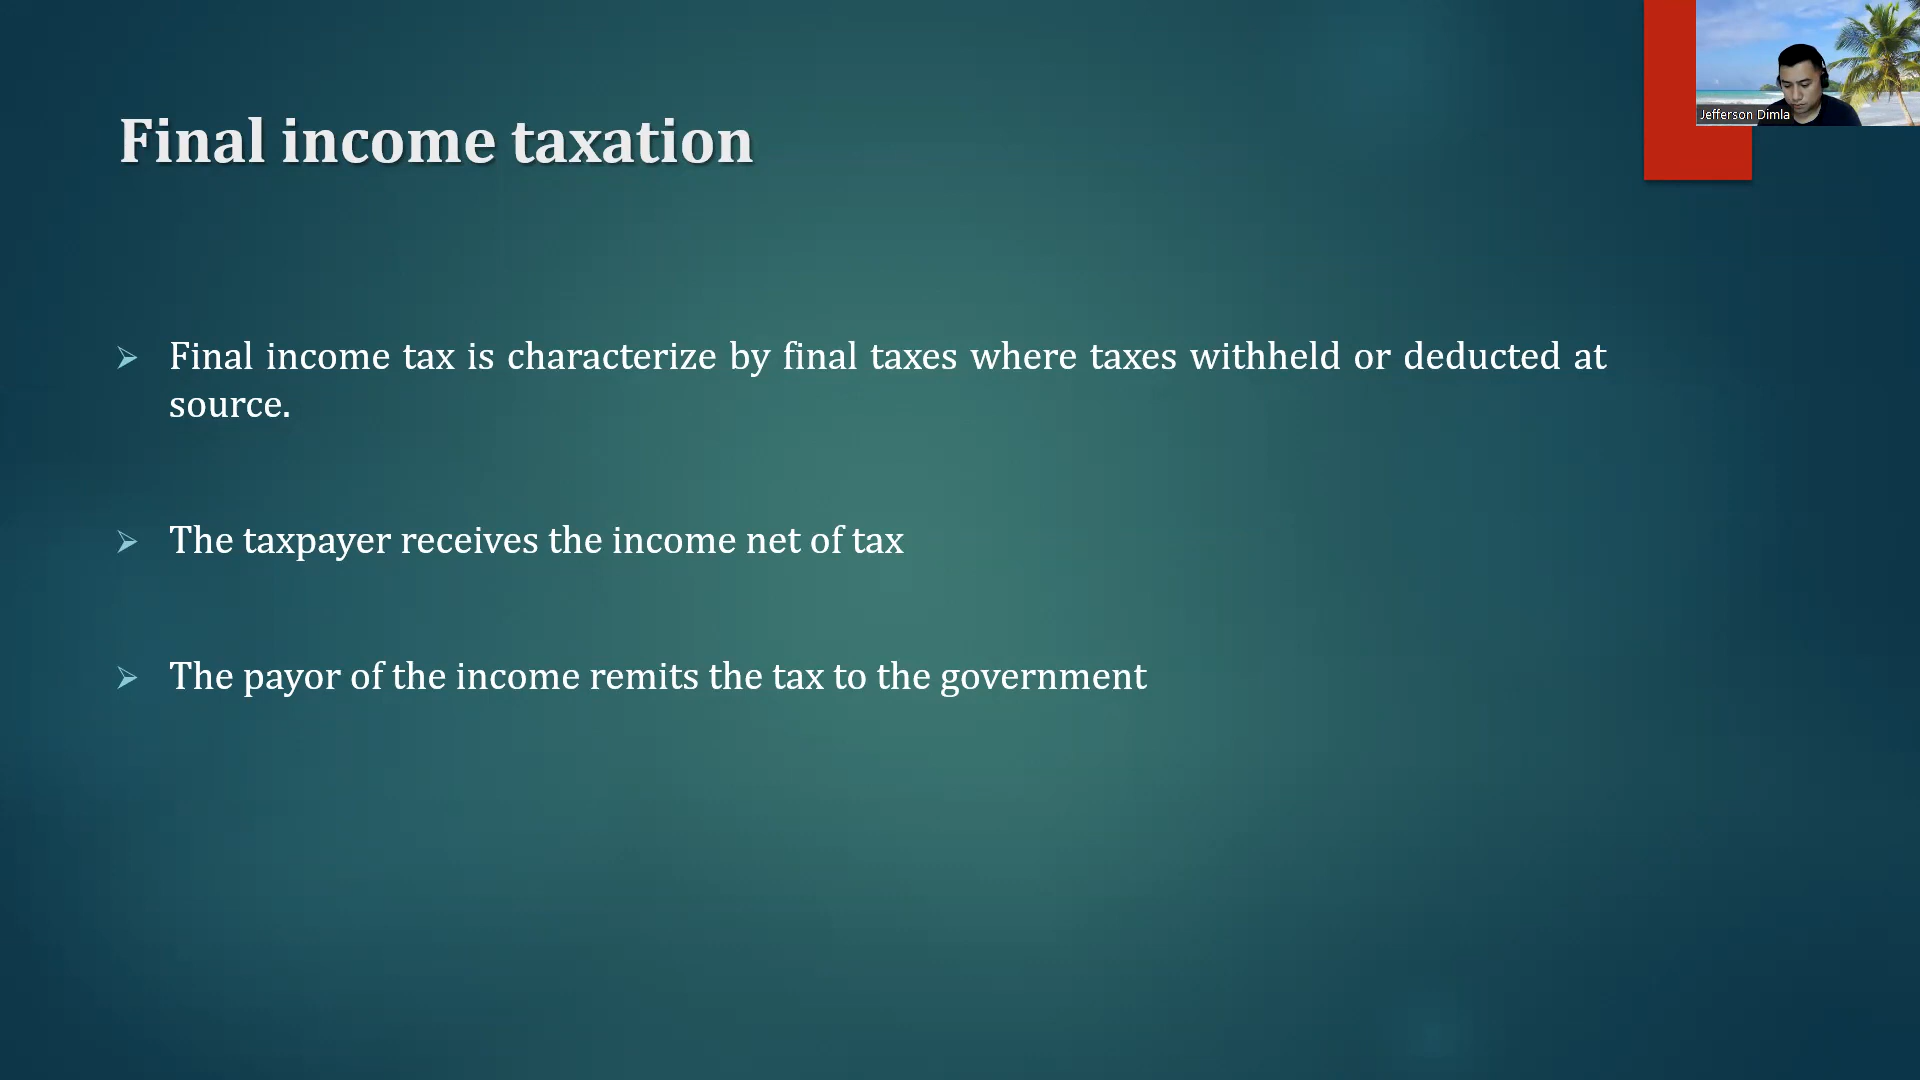 Final income taxation
Jefferson Dimla
Final income tax is characterize by final taxes where taxes withheld or deducted at
source.
The taxpayer receives the income net of tax
The payor of the income remits the tax to the government